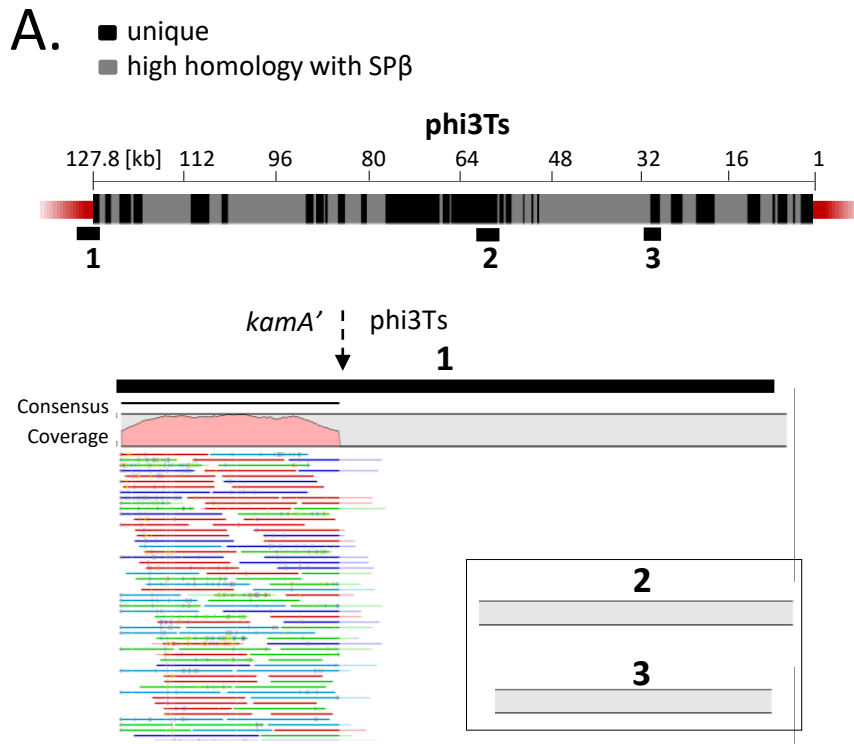 A.
unique
high homology with SPβ
phi3Ts
127.8 [kb] 112 96 80 64 48 32 16 1
1 2 3
kamA’ phi3Ts
1
Consensus
Coverage
2
3